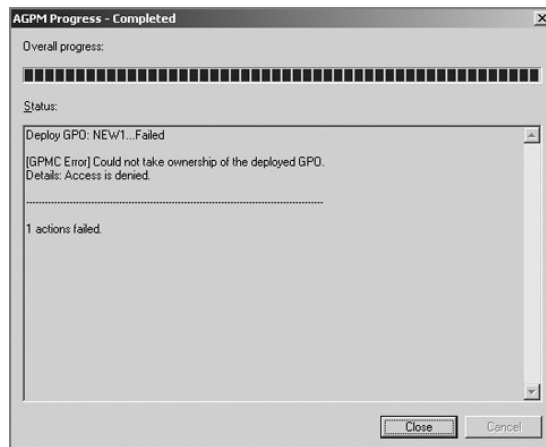 AGPM Progress - Completed
Overall progress:
Status:
Deploy GPO: NEW1...Failed
[GPMC Error] Could not take ownership of the deployed GPO.
Details: Access is denied.
--------------------------------------------------------------------------------
1 actions failed.
Close
Cancel